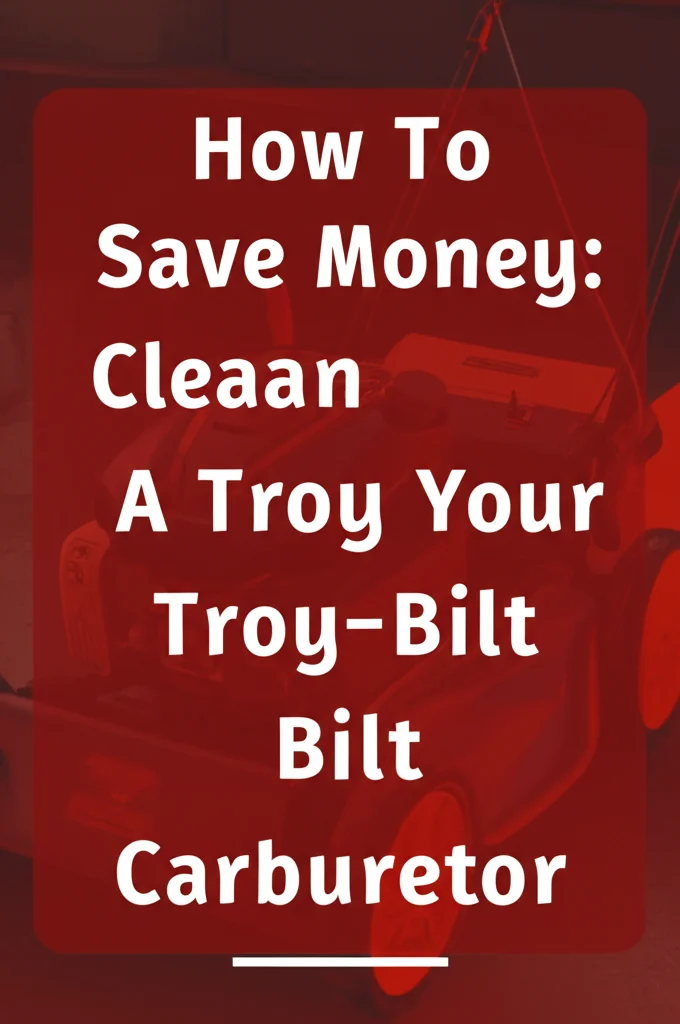 How To
Save Money:
Cleaan
A Troy Your
Troy-Bilt
Bilt
Carburetor